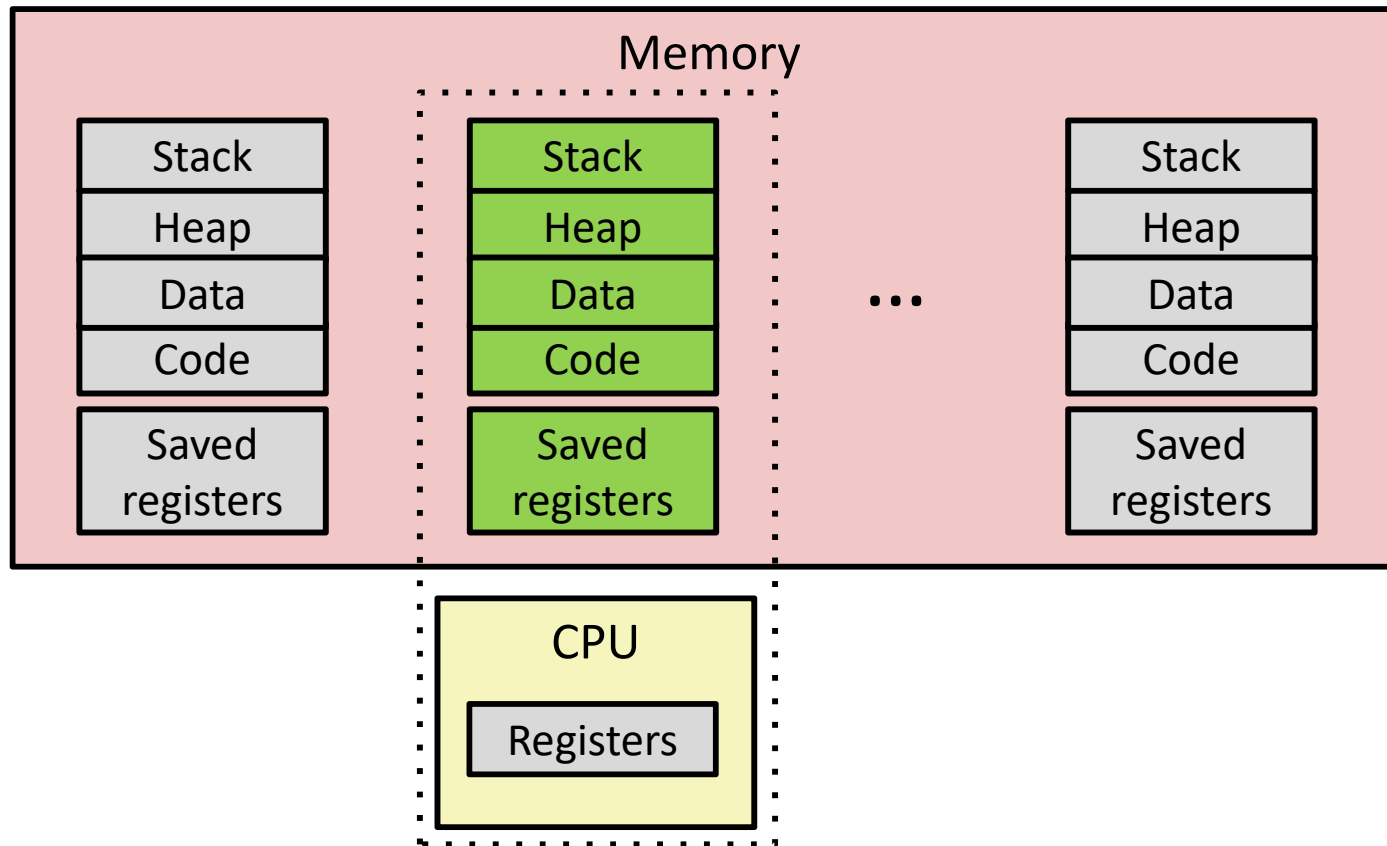 Memory
Stack
Heap
Data
Code
Saved
registers
Stack
Heap
Data
Code
Saved
registers
...
Stack
Heap
Data
Code
Saved
registers
CPU
Registers